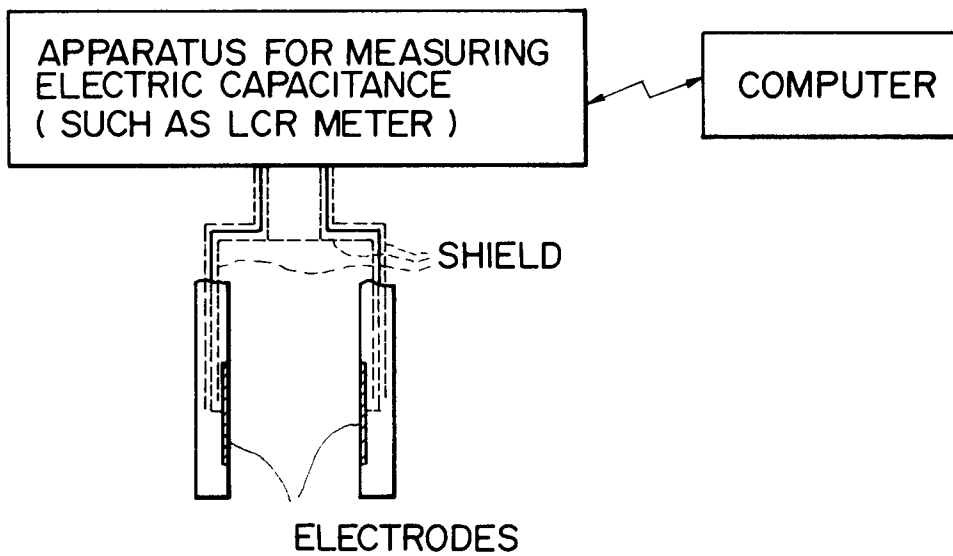 APPARATUS FOR MEASURING
ELECTRIC CAPACITANCE
( SUCH AS LCR METER )
COMPUTER
SHIELD
ELECTRODES